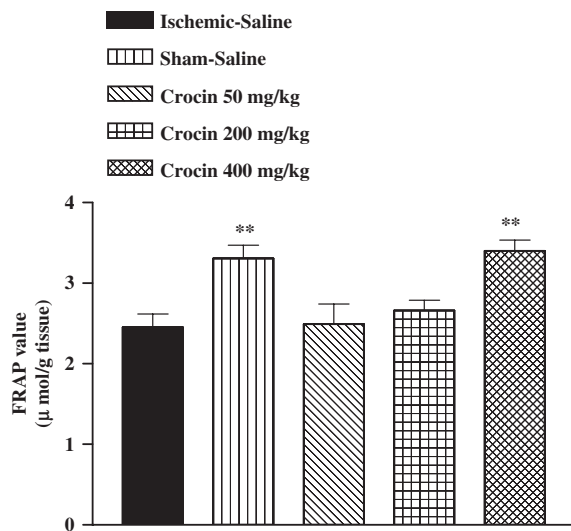 Ischemic-Saline
Sham-Saline
Crocin 50 mg/kg
Crocin 200 mg/kg
Crocin 400 mg/kg
FRAP value
(μ mol/g tissue)
4
3
2
1
0
**
**